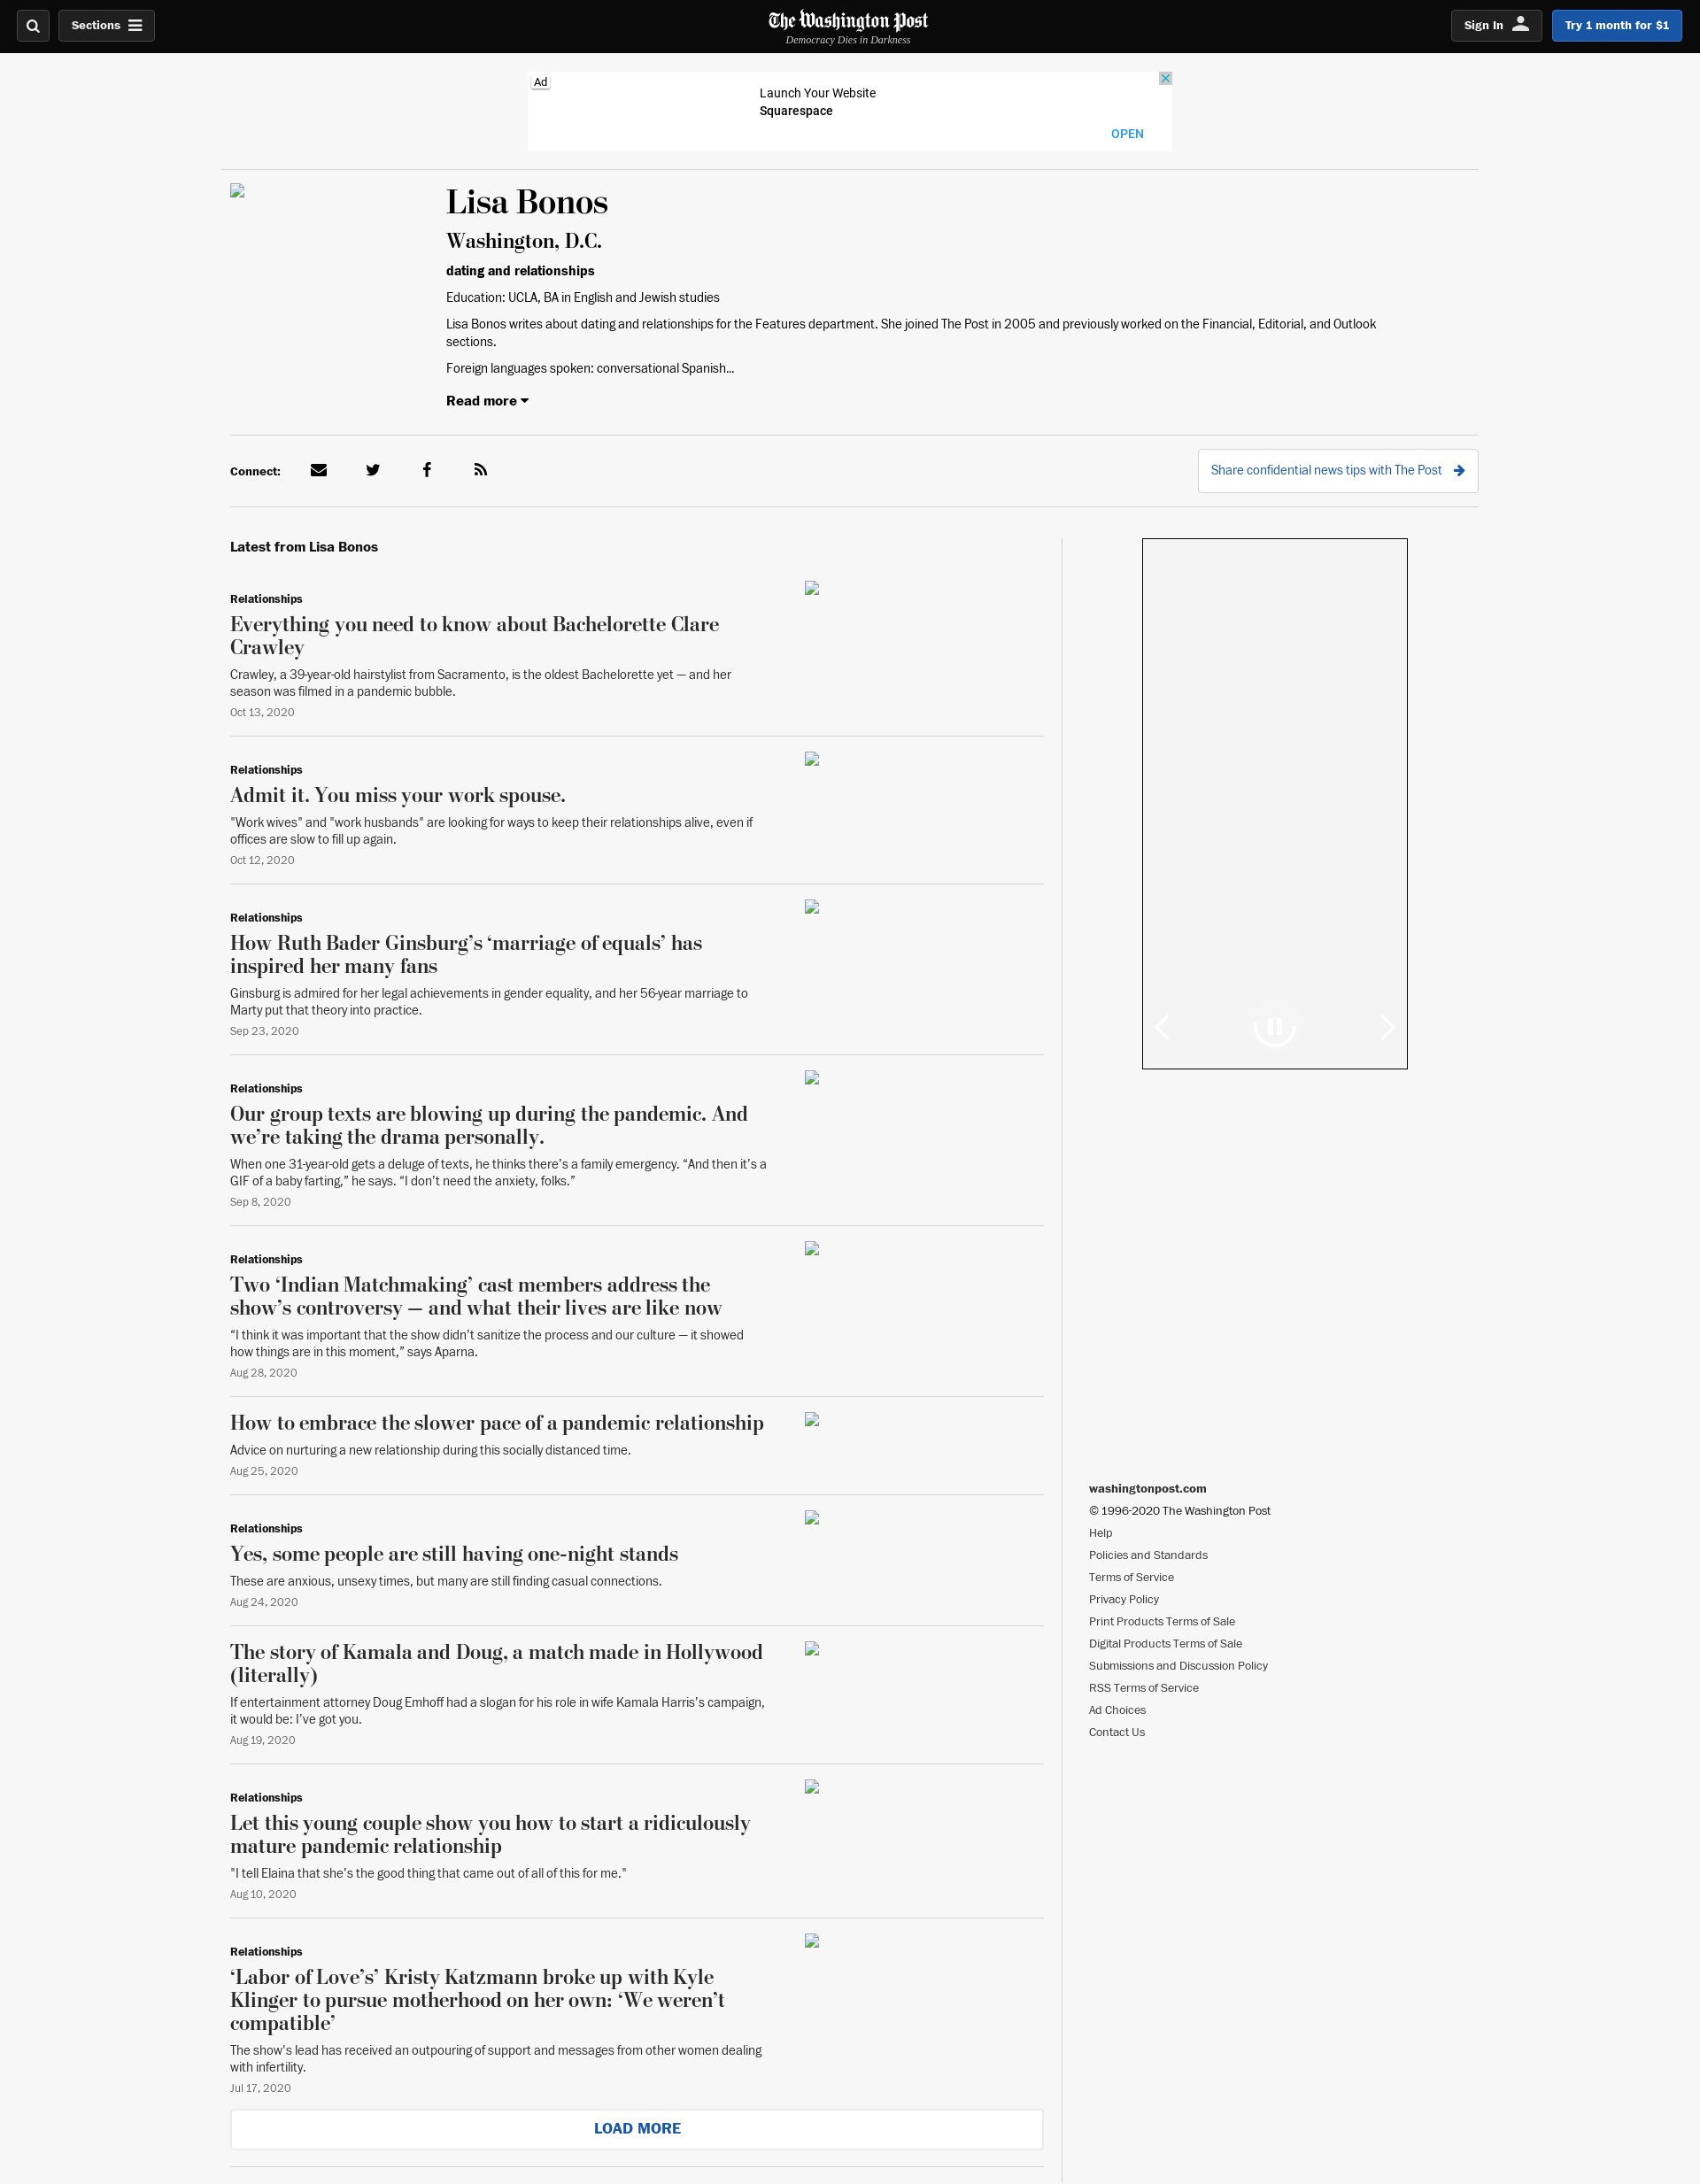 Sections
The Washington Post
Democracy Dies in Darkness
Sign In
Try 1 month for $1
Ad
Launch Your Website
Squarespace
OPEN
Lisa Bonos
Washington, D.C.
dating and relationships
Education: UCLA, BA in English and Jewish studies
Lisa Bonos writes about dating and relationships for the Features department. She joined The Post in 2005 and previously worked on the Financial, Editorial, and Outlook
sections.
Foreign languages spoken: conversational Spanish...
Read more
Connect:
Share confidential news tips with The Post
Latest from Lisa Bonos
Relationships
Everything you need to know about Bachelorette Clare
Crawley
Crawley, a 39-year-old hairstylist from Sacramento, is the oldest Bachelorette yet — and her
season was filmed in a pandemic bubble.
Oct 13, 2020
Relationships
Admit it. You miss your work spouse.
"Work wives" and "work husbands" are looking for ways to keep their relationships alive, even if
offices are slow to fill up again.
Oct 12, 2020
Relationships
How Ruth Bader Ginsburg’s ‘marriage of equals’ has
inspired her many fans
Ginsburg is admired for her legal achievements in gender equality, and her 56-year marriage to
Marty put that theory into practice.
Sep 23, 2020
Relationships
Our group texts are blowing up during the pandemic. And
we’re taking the drama personally.
When one 31-year-old gets a deluge of texts, he thinks there’s a family emergency. “And then it’s a
GIF of a baby farting,” he says. “I don’t need the anxiety, folks.”
Sep 8, 2020
Relationships
Two ‘Indian Matchmaking’ cast members address the
show’s controversy — and what their lives are like now
“I think it was important that the show didn’t sanitize the process and our culture — it showed
how things are in this moment,” says Aparna.
Aug 28, 2020
How to embrace the slower pace of a pandemic relationship
Advice on nurturing a new relationship during this socially distanced time.
Aug 25, 2020
Relationships
Yes, some people are still having one-night stands
These are anxious, unsexy times, but many are still finding casual connections.
Aug 24, 2020
The story of Kamala and Doug, a match made in Hollywood
(literally)
If entertainment attorney Doug Emhoff had a slogan for his role in wife Kamala Harris’s campaign,
it would be: I’ve got you.
Aug 19, 2020
Relationships
Let this young couple show you how to start a ridiculously
mature pandemic relationship
"I tell Elaina that she’s the good thing that came out of all of this for me."
Aug 10, 2020
Relationships
‘Labor of Love’s’ Kristy Katzmann broke up with Kyle
Klinger to pursue motherhood on her own: ‘We weren’t
compatible’
The show's lead has received an outpouring of support and messages from other women dealing
with infertility.
Jul 17, 2020
LOAD MORE
washingtonpost.com
© 1996-2020 The Washington Post
Help
Policies and Standards
Terms of Service
Privacy Policy
Print Products Terms of Sale
Digital Products Terms of Sale
Submissions and Discussion Policy
RSS Terms of Service
Ad Choices
Contact Us